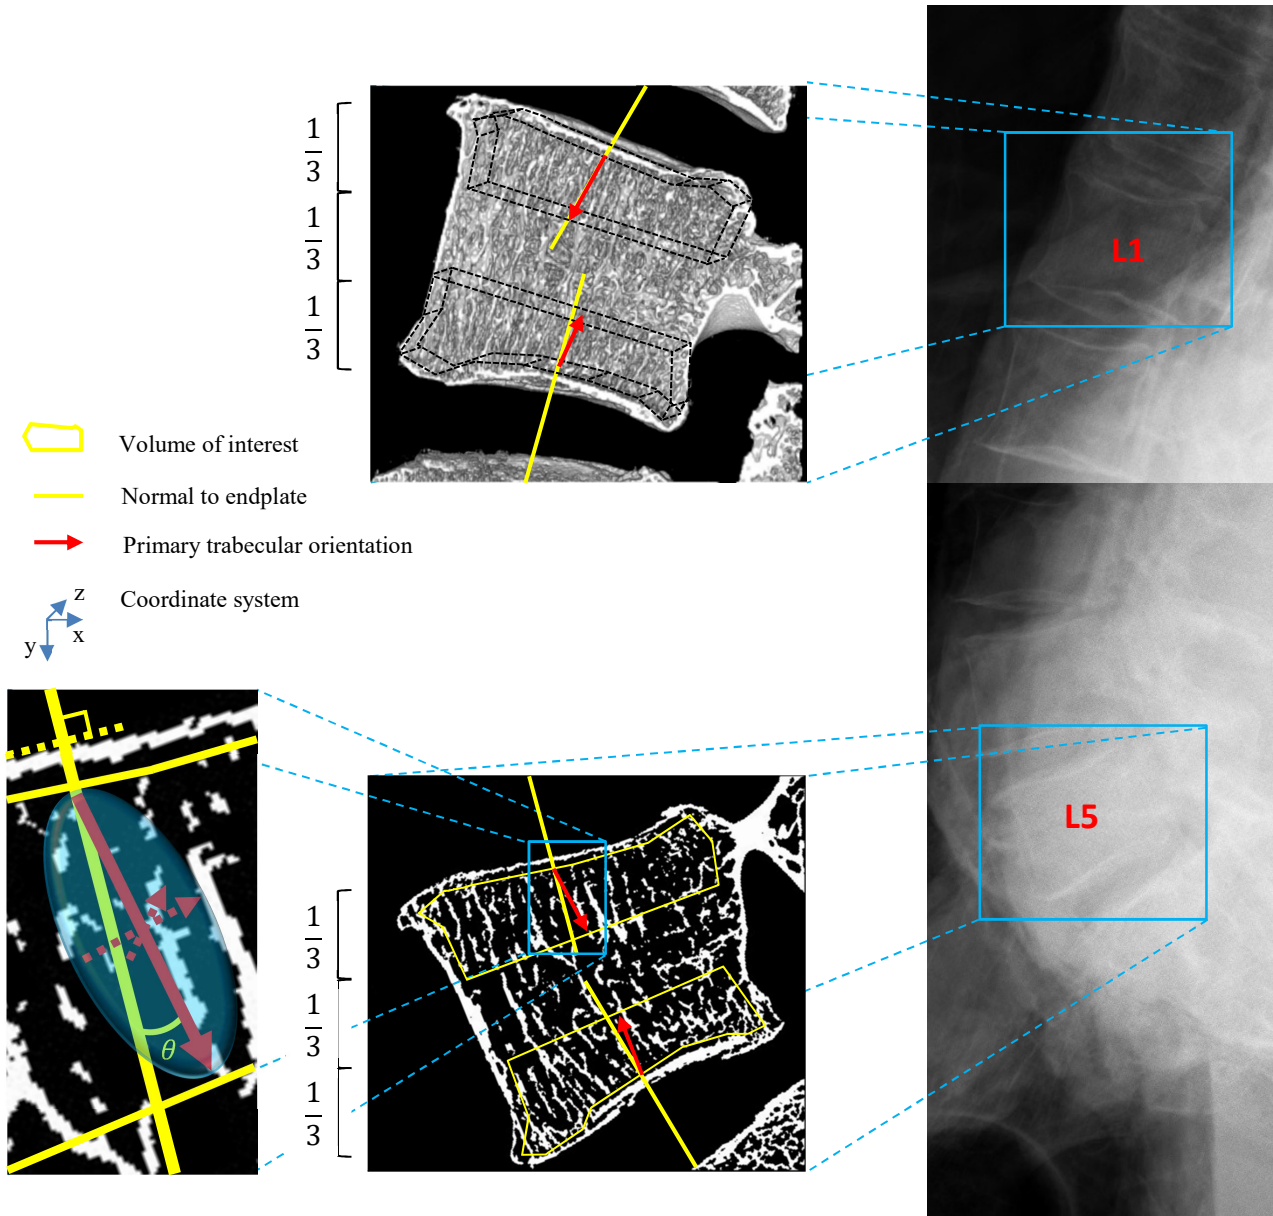 1
3
1
3
1
3
L1
Volume of interest
Normal to endplate
Primary trabecular orientation
z
Coordinate system
x
y
L5
1
3
1
3
1
3
θ